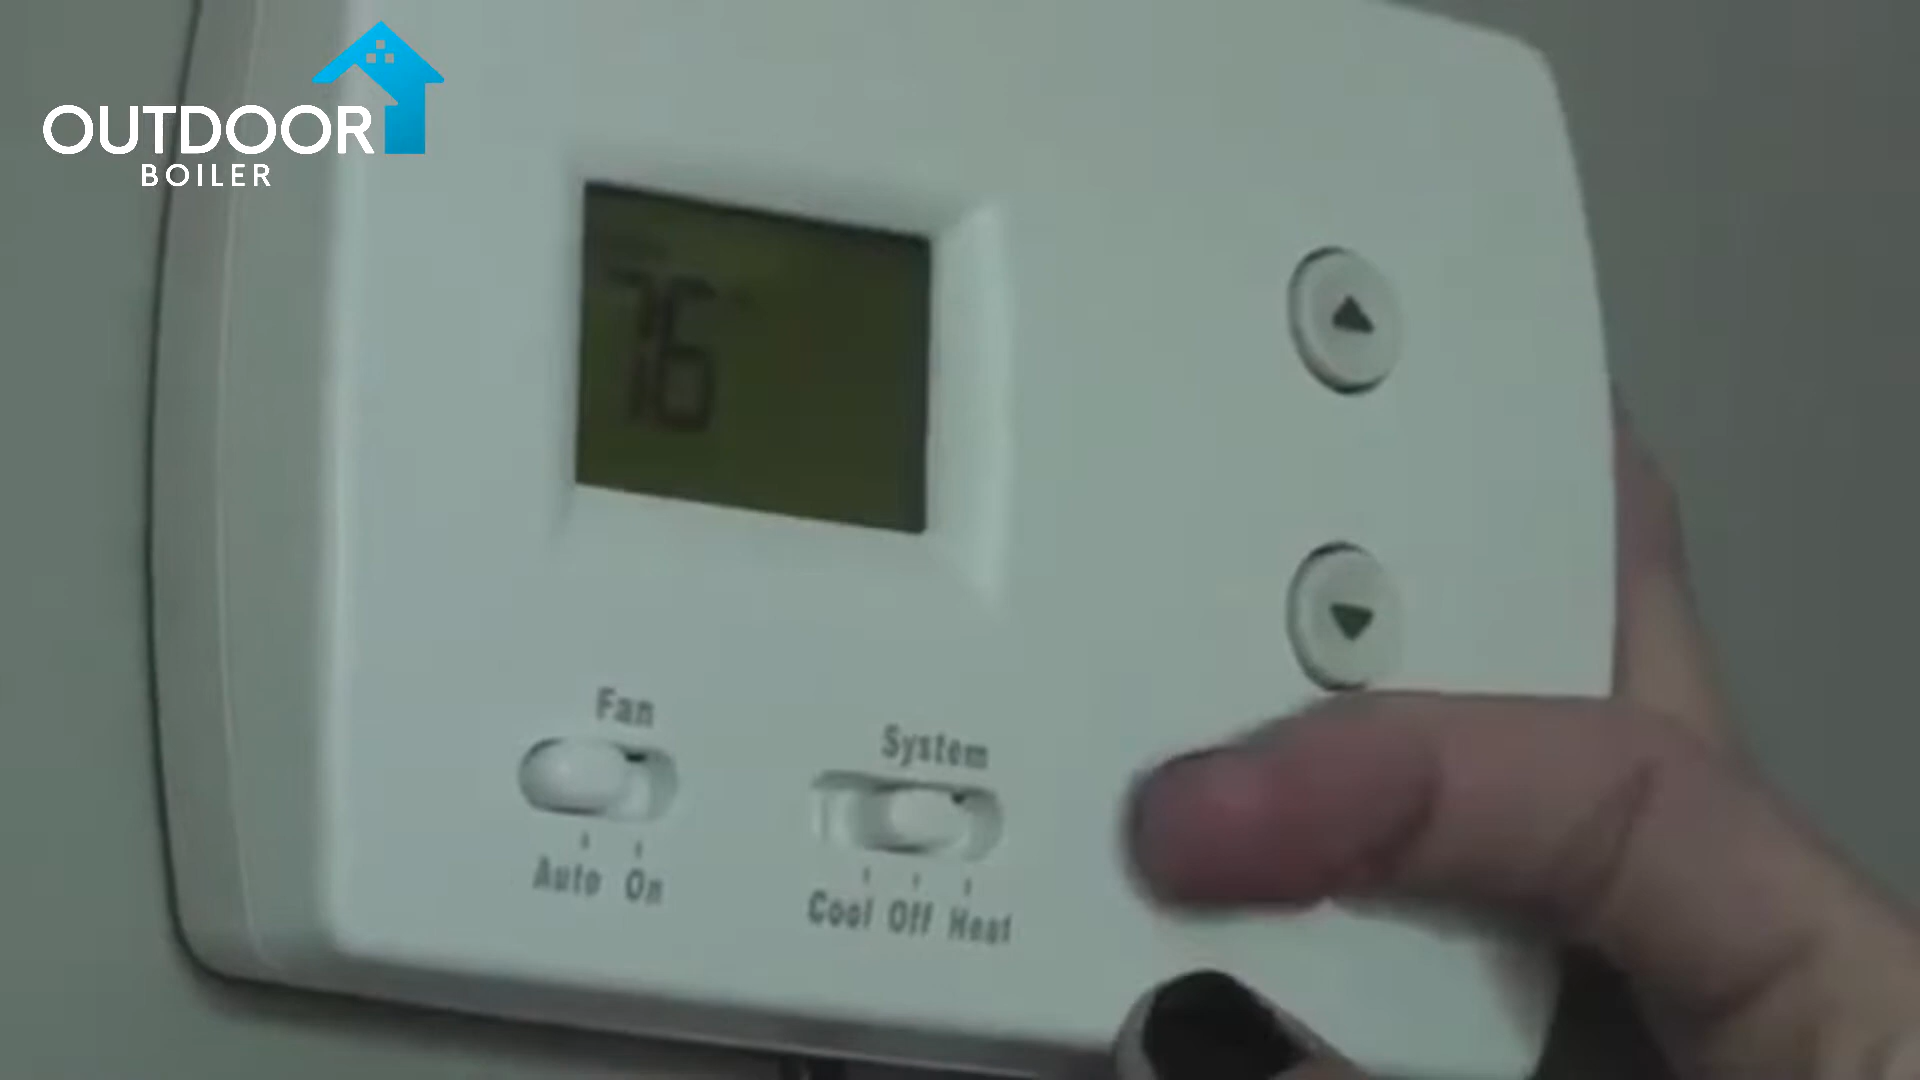 OUTDOOR
BOILER
76
Fan
Auto On
System
Cool Off Heat